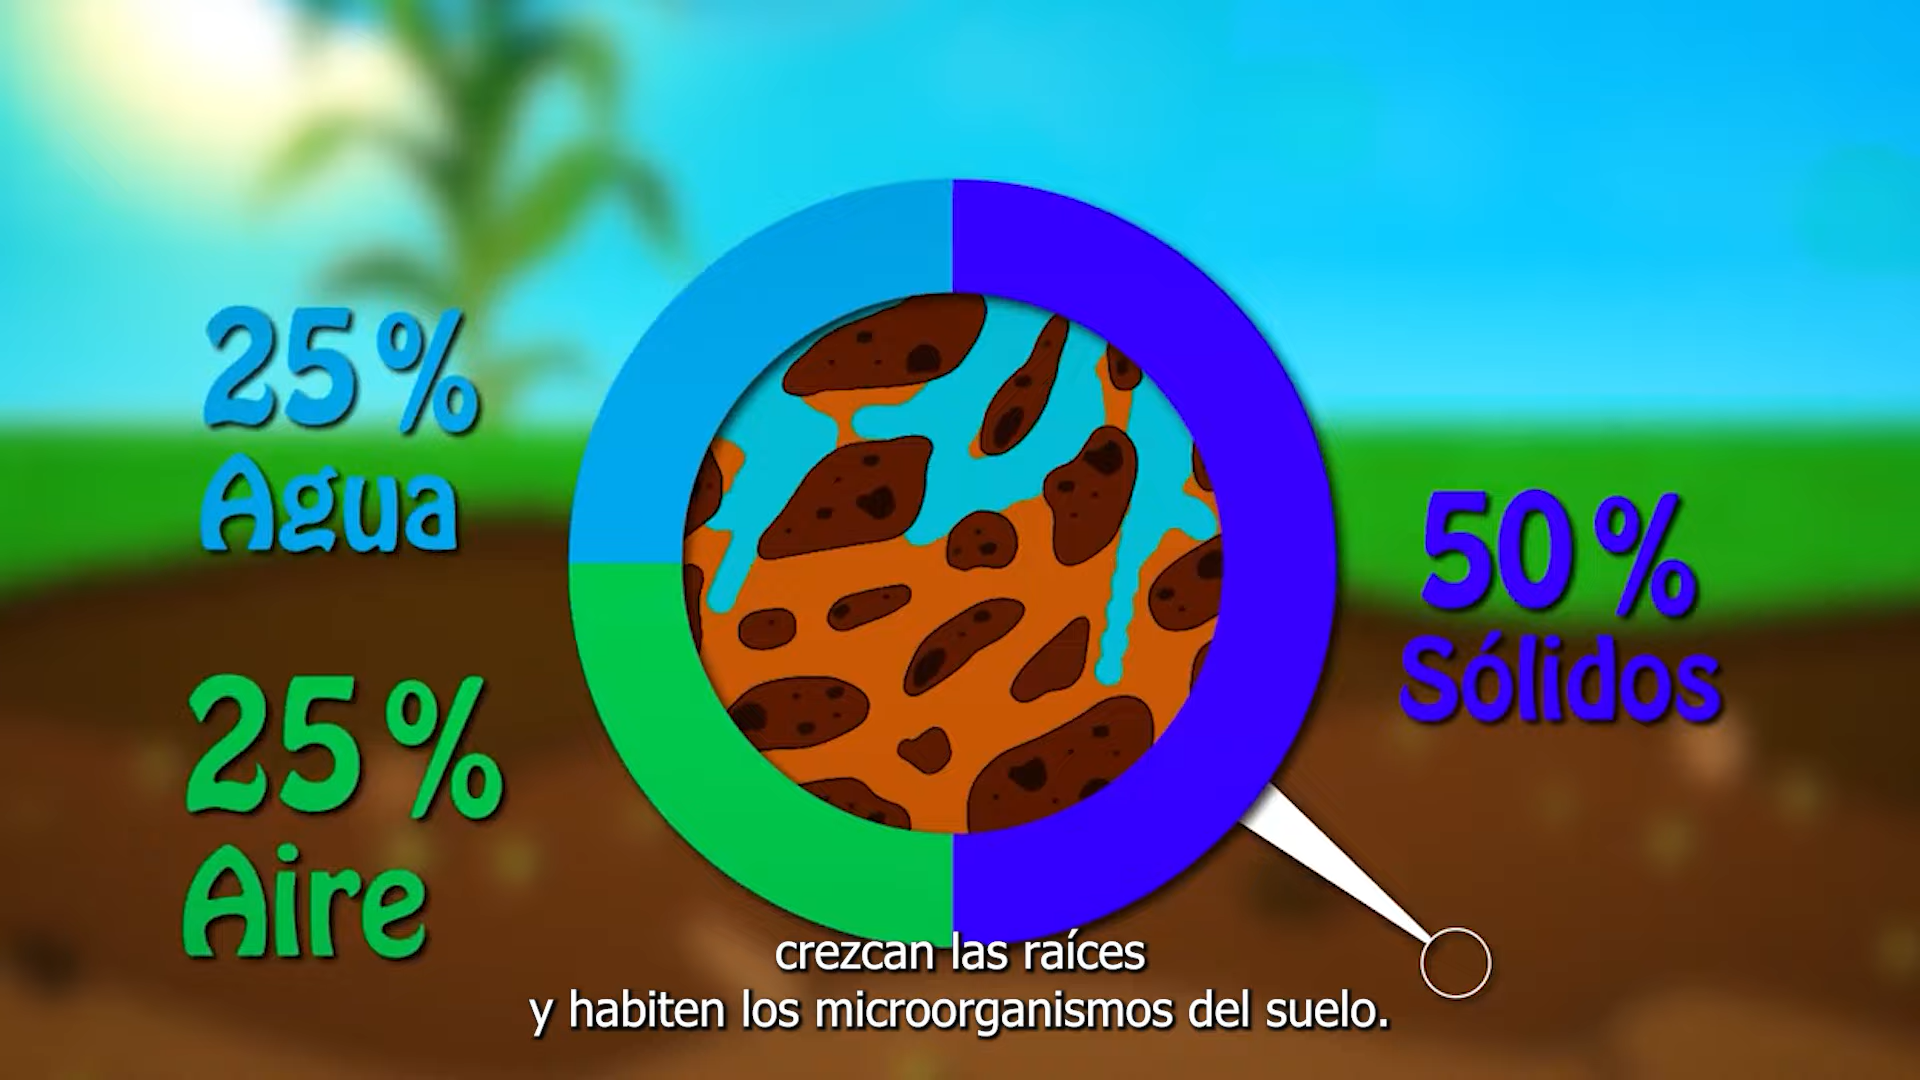 25%
Agua
25%
Aire
50%
Sólidos
crezcan las raíces
y habiten los microorganismos del suelo.